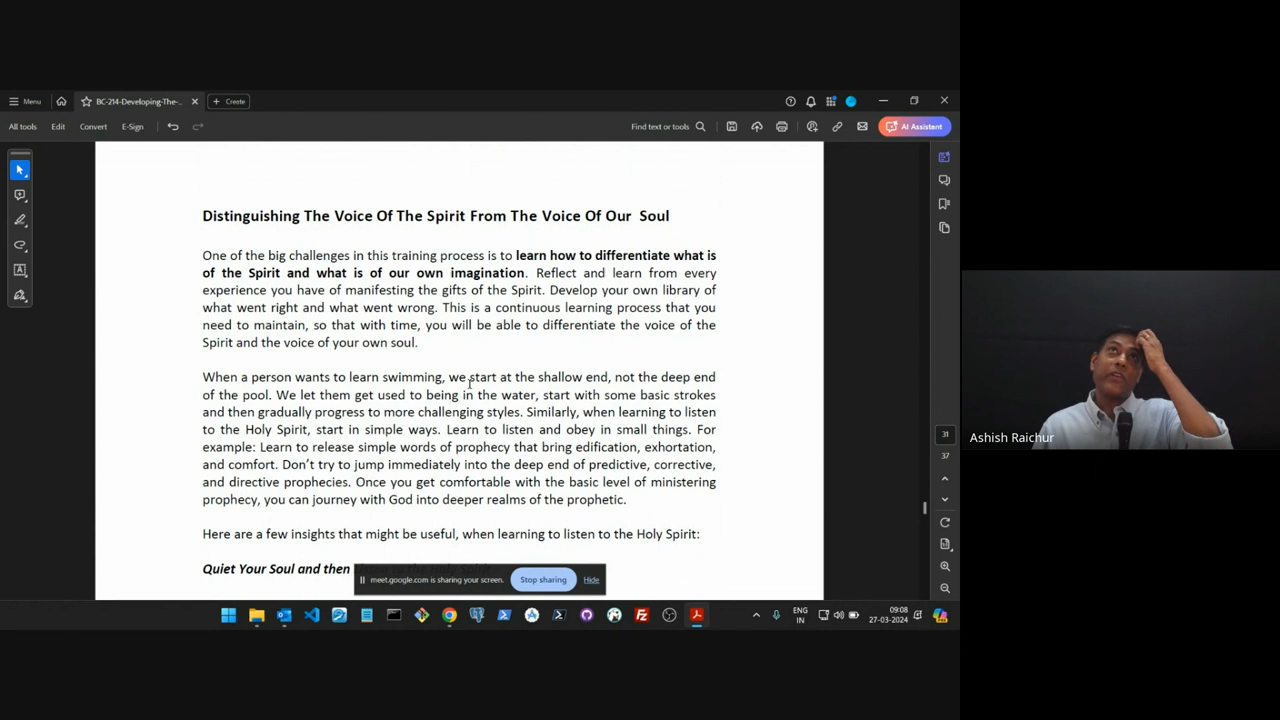 Menu
BC-214-Developing-The-...
Create
All tools
Edit
Convert
E-Sign
Find text or tools
AI Assistant
Distinguishing The Voice Of The Spirit From The Voice Of Our Soul
One of the big challenges in this training process is to learn how to differentiate what is
of the Spirit and what is of our own imagination. Reflect and learn from every
experience you have of manifesting the gifts of the Spirit. Develop your own library of
what went right and what went wrong. This is a continuous learning process that you
need to maintain, so that with time, you will be able to differentiate the voice of the
Spirit and the voice of your own soul.
When a person wants to learn swimming, we start at the shallow end, not the deep end
of the pool. We let them get used to being in the water, start with some basic strokes
and then gradually progress to more challenging styles. Similarly, when learning to listen
to the Holy Spirit, start in simple ways. Learn to listen and obey in small things. For
example: Learn to release simple words of prophecy that bring edification, exhortation,
and comfort. Don't try to jump immediately into the deep end of predictive, corrective,
and directive prophecies. Once you get comfortable with the basic level of ministering
prophecy, you can journey with God into deeper realms of the prophetic.
Here are a few insights that might be useful, when learning to listen to the Holy Spirit:
Quiet Your Soul and then
meet.google.com is sharing your screen.
Stop sharing
Hide
31
37
Ashish Raichur
ENG
IN
09:08
27-03-2024